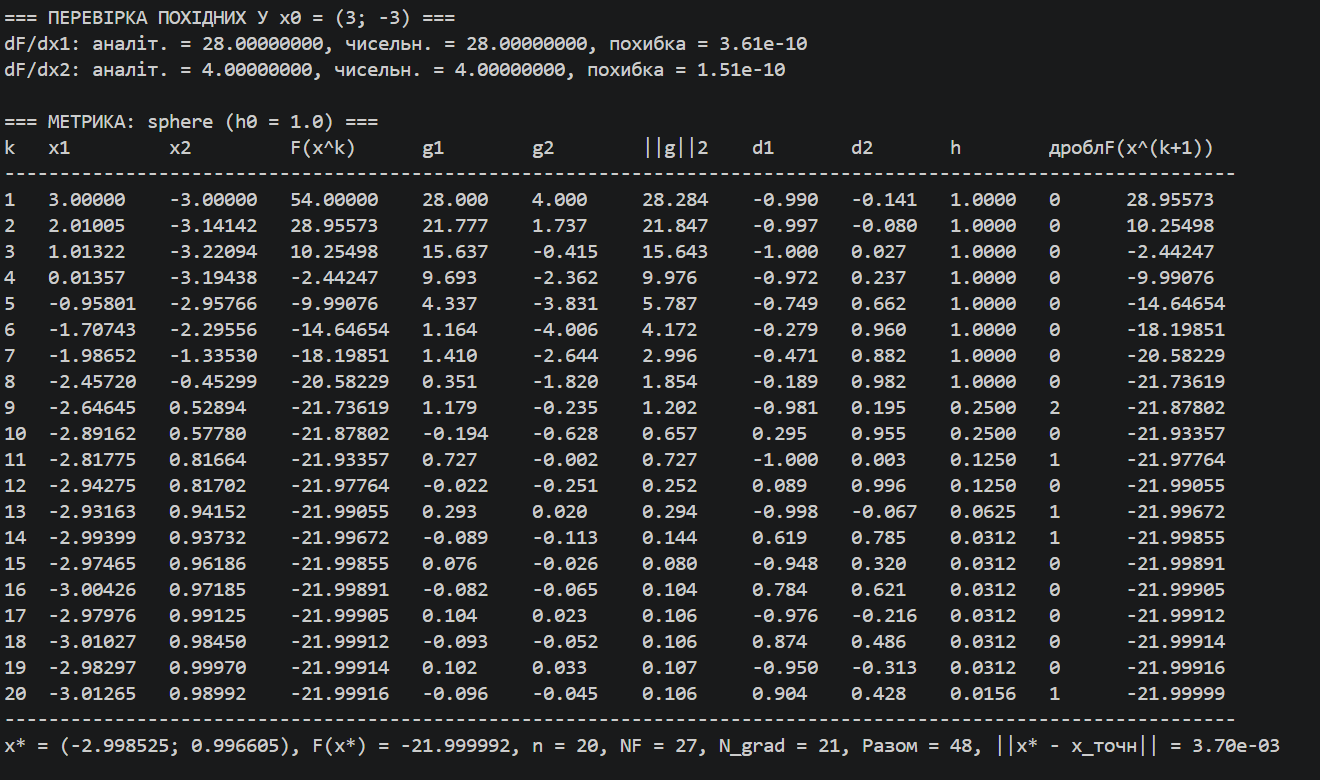 === ПЕРЕВІРКА ПОХІДНИХ У x0 = (3; -3) ===
dF/dx1: аналіт. = 28.00000000, чисельн. = 28.00000000, похибка = 3.61e-10
dF/dx2: аналіт. = 4.00000000, чисельн. = 4.00000000, похибка = 1.51e-10
=== МЕТРИКА: sphere (h0 = 1.0) ===
k x1 x2 F(x^k) g1 g2 ||g||2 d1 d2 h дроблF(x^(k+1))
------------------------------------------------------------------------------------------------------------------
1 3.00000 -3.00000 54.00000 28.000 4.000 28.284 -0.990 -0.141 1.0000 0 28.95573
2 2.01005 -3.14142 28.95573 21.777 1.737 21.847 -0.997 -0.080 1.0000 0 10.25498
3 1.01322 -3.22094 10.25498 15.637 -0.415 15.643 -1.000 0.027 1.0000 0 -2.44247
4 0.01357 -3.19438 -2.44247 9.693 -2.362 9.976 -0.972 0.237 1.0000 0 -9.99076
5 -0.95801 -2.95766 -9.99076 4.337 -3.831 5.787 -0.749 0.662 1.0000 0 -14.64654
6 -1.70743 -2.29556 -14.64654 1.164 -4.006 4.172 -0.279 0.960 1.0000 0 -18.19851
7 -1.98652 -1.33530 -18.19851 1.410 -2.644 2.996 -0.471 0.882 1.0000 0 -20.58229
8 -2.45720 -0.45299 -20.58229 0.351 -1.820 1.854 -0.189 0.982 1.0000 0 -21.73619
9 -2.64645 0.52894 -21.73619 1.179 -0.235 1.202 -0.981 0.195 0.2500 2 -21.87802
10 -2.89162 0.57780 -21.87802 -0.194 -0.628 0.657 0.295 0.955 0.2500 0 -21.93357
11 -2.81775 0.81664 -21.93357 0.727 -0.002 0.727 -1.000 0.003 0.1250 1 -21.97764
12 -2.94275 0.81702 -21.97764 -0.022 -0.251 0.252 0.089 0.996 0.1250 0 -21.99055
13 -2.93163 0.94152 -21.99055 0.293 0.020 0.294 -0.998 -0.067 0.0625 1 -21.99672
14 -2.99399 0.93732 -21.99672 -0.089 -0.113 0.144 0.619 0.785 0.0312 1 -21.99855
15 -2.97465 0.96186 -21.99855 0.076 -0.026 0.080 -0.948 0.320 0.0312 0 -21.99891
16 -3.00426 0.97185 -21.99891 -0.082 -0.065 0.104 0.784 0.621 0.0312 0 -21.99905
17 -2.97976 0.99125 -21.99905 0.104 0.023 0.106 -0.976 -0.216 0.0312 0 -21.99912
18 -3.01027 0.98450 -21.99912 -0.093 -0.052 0.106 0.874 0.486 0.0312 0 -21.99914
19 -2.98297 0.99970 -21.99914 0.102 0.033 0.107 -0.950 -0.313 0.0312 0 -21.99916
20 -3.01265 0.98992 -21.99916 -0.096 -0.045 0.106 0.904 0.428 0.0156 1 -21.99999
------------------------------------------------------------------------------------------------------------------
x* = (-2.998525; 0.996605), F(x*) = -21.999992, n = 20, NF = 27, N_grad = 21, Разом = 48, ||x* - x_точн|| = 3.70e-03